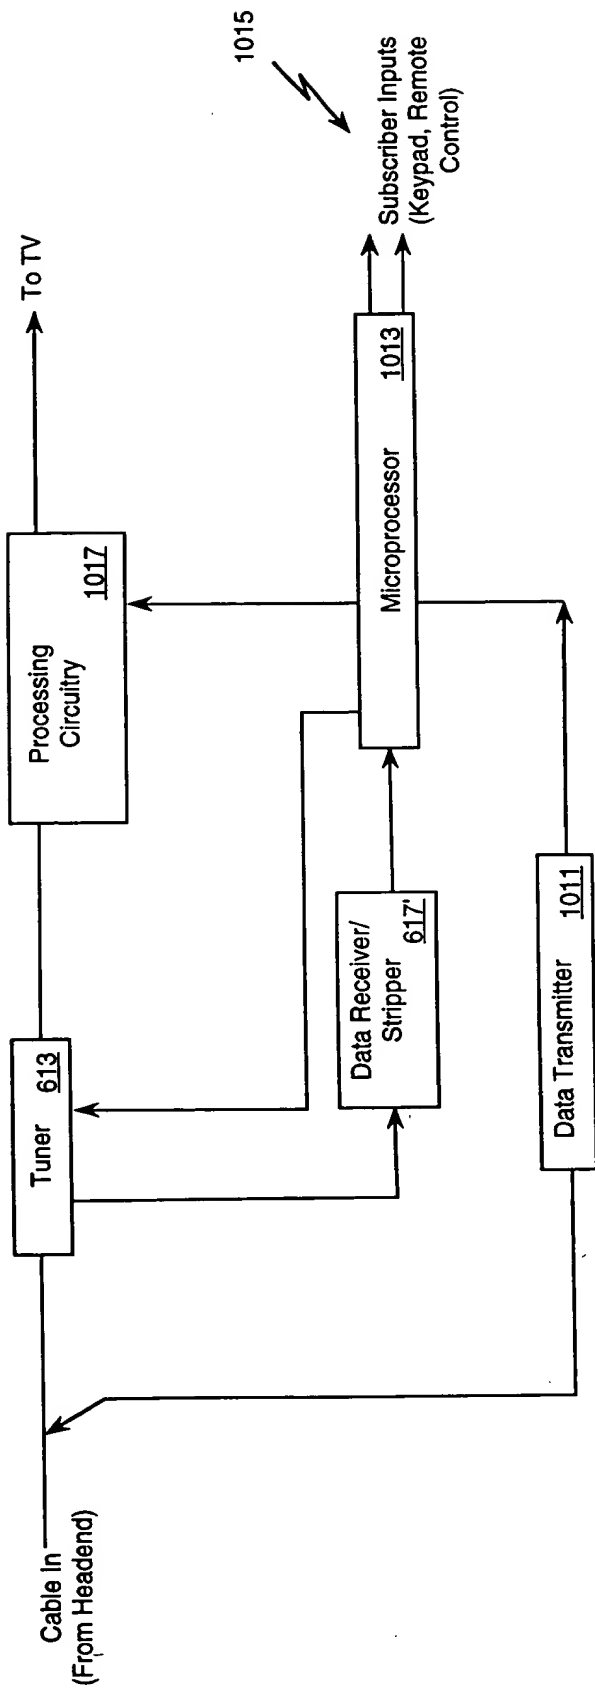 Cable In
(From Headend)
Tuner 613
Processing
Circuitry
1017
To TV
1015
Data Receiver/
Stripper
617'
Microprocessor
1013
Subscriber Inputs
(Keypad, Remote
Control)
Data Transmitter
1011